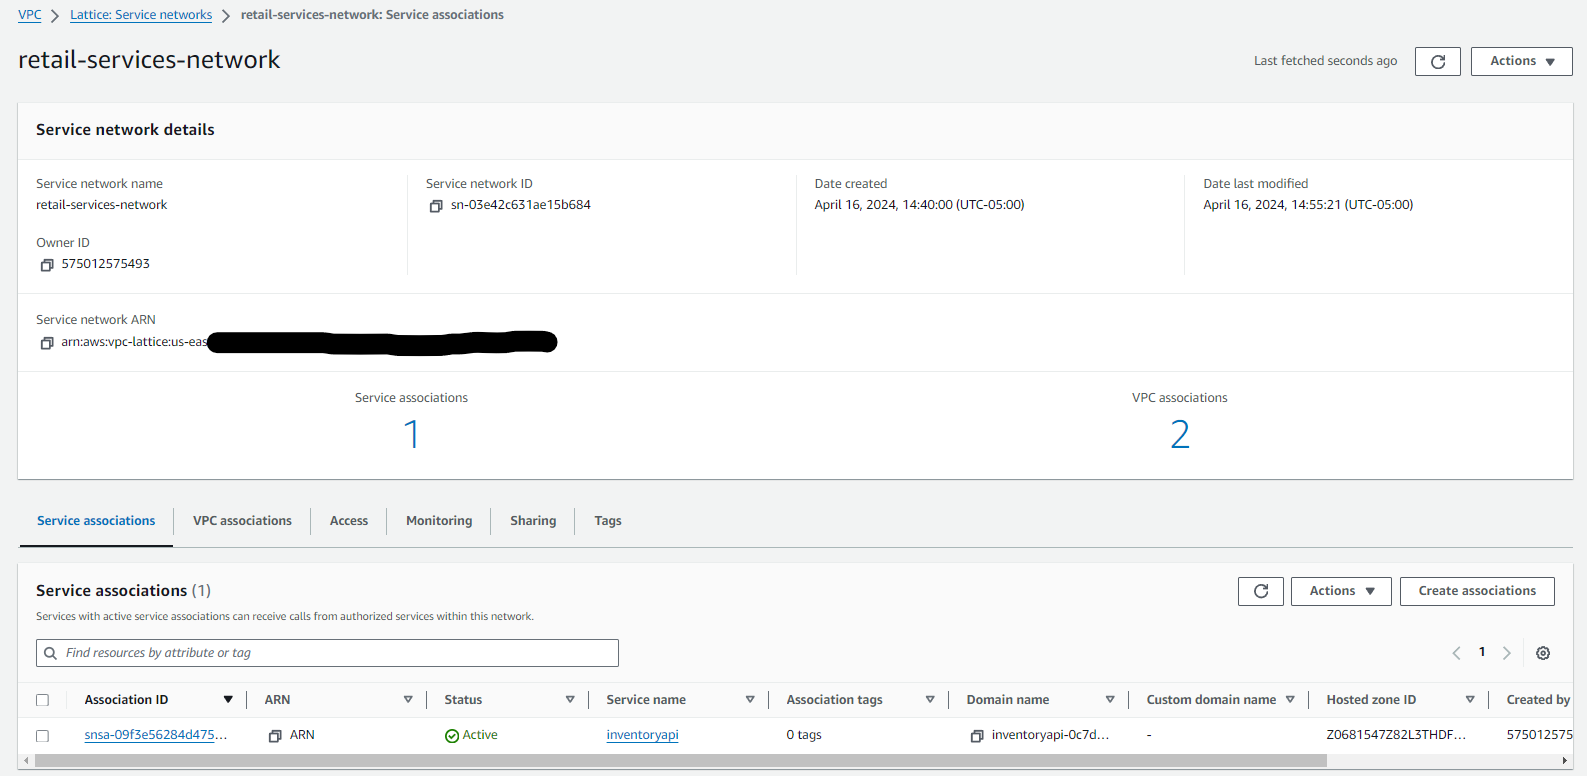 VPC > Lattice: Service networks > retail-services-network: Service associations
retail-services-network
Last fetched seconds ago
Actions
Service network details
Service network name
retail-services-network
Service network ID
sn-03e42c631ae15b684
Date created
April 16, 2024, 14:40:00 (UTC-05:00)
Date last modified
April 16, 2024, 14:55:21 (UTC-05:00)
Owner ID
575012575493
Service network ARN
arn:aws:vpc-lattice:us-eas
Service associations
1
VPC associations
2
Service associations VPC associations Access Monitoring Sharing Tags
Service associations (1)
Actions
Create associations
Services with active service associations can receive calls from authorized services within this network.
Find resources by attribute or tag
1
Association ID ARN Status Service name Association tags Domain name Custom domain name Hosted zone ID Created by
snsa-09f3e56284d475... ARN Active inventoryapi 0 tags inventoryapi-0c7d... - Z0681547Z82L3THDF...575012575